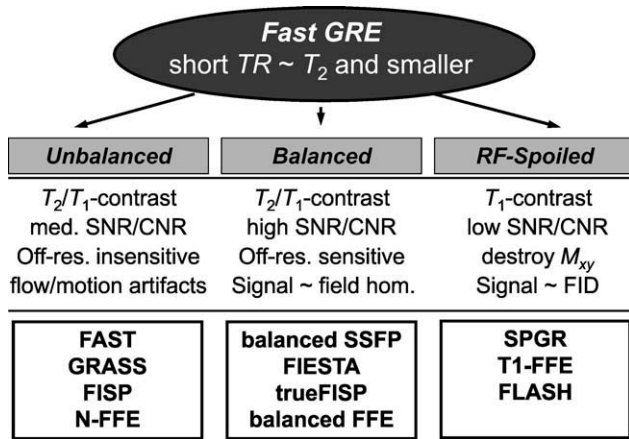 Fast GRE
short TR ~ T₂ and smaller
Unbalanced
T₂/T₁-contrast
med. SNR/CNR
Off-res. insensitive
flow/motion artifacts
FAST
GRASS
FISP
N-FFE
Balanced
T₂/T₁-contrast
high SNR/CNR
Off-res. sensitive
Signal ~ field hom.
balanced SSFP
FIESTA
trueFISP
balanced FFE
RF-Spoiled
T₁-contrast
low SNR/CNR
destroy Mxy
Signal ~ FID
SPGR
T1-FFE
FLASH